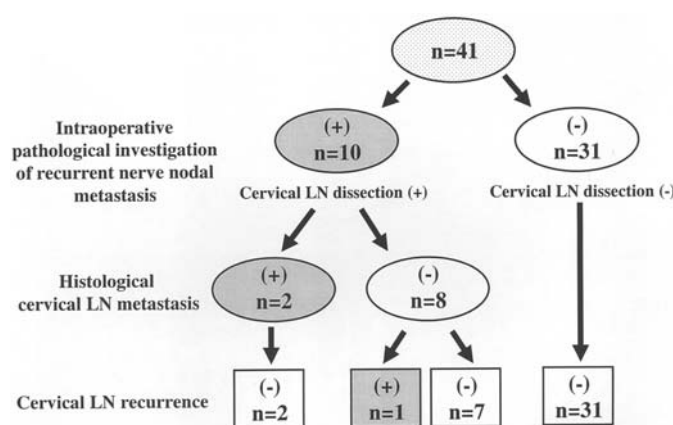 n=41
Intraoperative
pathological investigation
of recurrent nerve nodal
metastasis
(+)
n=10
(-)
n=31
Cervical LN dissection (+)
Cervical LN dissection (-)
Histological
cervical LN metastasis
(+)
n=2
(-)
n=8
Cervical LN recurrence
(-)
n=2
(+)
n=1
(-)
n=7
(-)
n=31